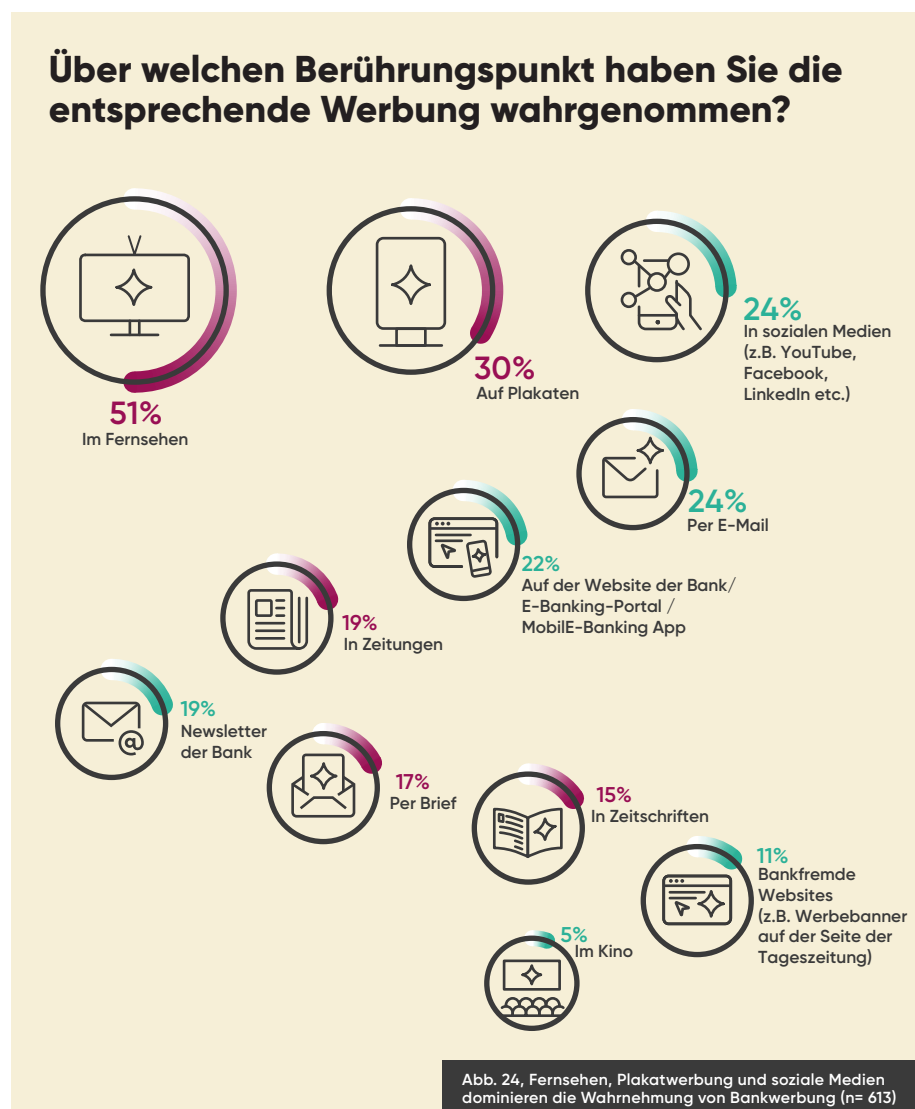 Über welchen Berührungspunkt haben Sie die
entsprechende Werbung wahrgenommen?
51%
Im Fernsehen
30%
Auf Plakaten
24%
In sozialen Medien
(z.B. YouTube,
Facebook,
LinkedIn etc.)
24%
Per E-Mail
22%
Auf der Website der Bank/
E-Banking-Portal /
MobilE-Banking App
19%
In Zeitungen
19%
Newsletter
der Bank
@
17%
Per Brief
15%
In Zeitschriften
11%
Bankfremde
Websites
(z.B. Werbebanner
auf der Seite der
Tageszeitung)
5%
Im Kino
Abb. 24, Fernsehen, Plakatwerbung und soziale Medien
dominieren die Wahrnehmung von Bankwerbung (n= 613)